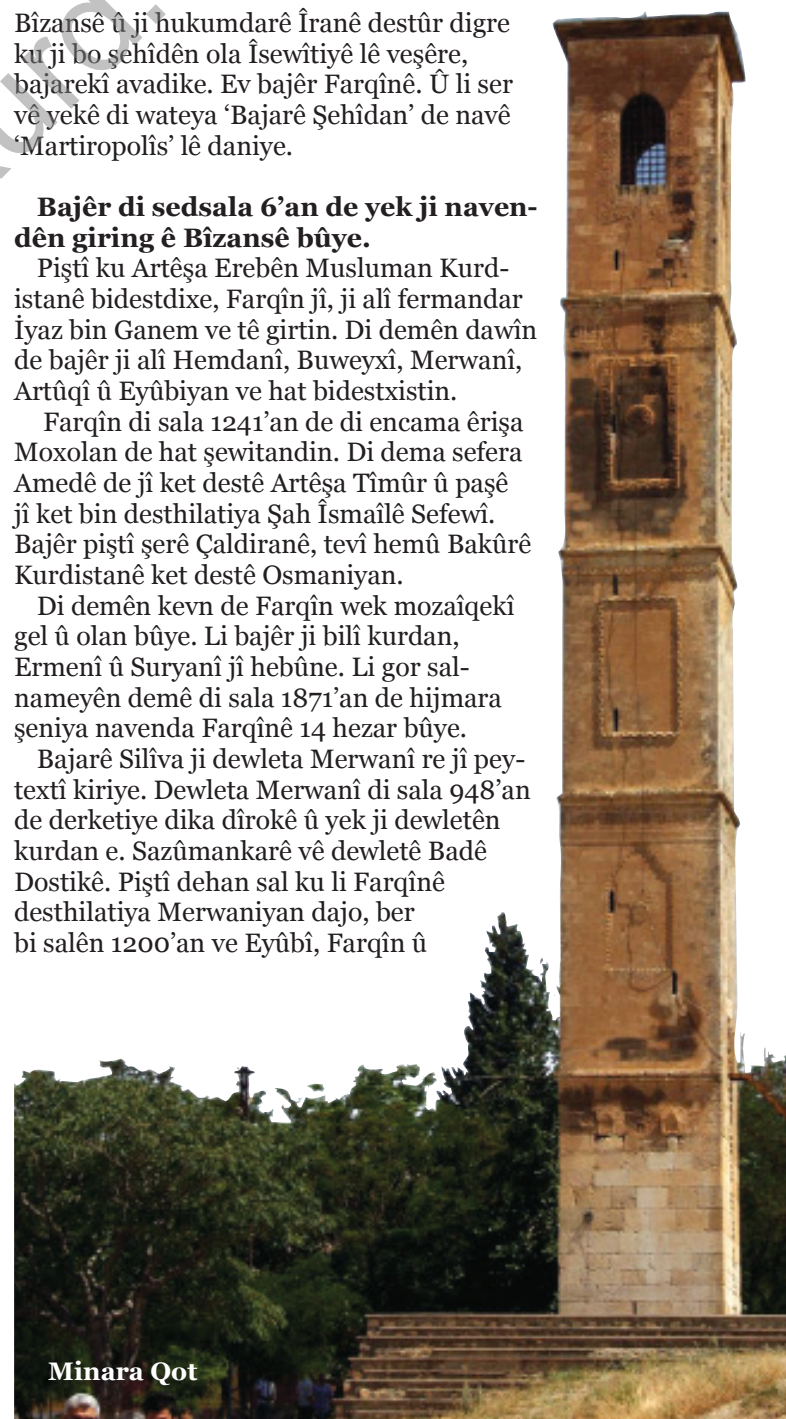 Bîzansê û ji hukumdarê Îranê destûr digre
ku ji bo şehîdên ola Îsewîtiyê lê veşêre,
bajarekî avadike. Ev bajêr Farqînê. Û li ser
vê yekê di wateya ‘Bajarê Şehîdan’ de navê
‘Martiropolîs’ lê daniye.
Bajêr di sedsala 6’an de yek ji naven-
dên giring ê Bîzansê bûye.
Piştî ku Artêşa Erebên Musluman Kurd-
istanê bidestdixe, Farqîn jî, ji alî fermandar
İyaz bin Ganem ve tê girtin. Di demên dawîn
de bajêr ji alî Hemdanî, Buweyxî, Merwanî,
Artûqî û Eyûbiyan ve hat bidestxistin.
Farqîn di sala 1241’an de di encama êrişa
Moxolan de hat şewitandin. Di dema sefera
Amedê de jî ket destê Artêşa Tîmûr û paşê
jî ket bin desthilatiya Şah Îsmaîlê Sefewî.
Bajêr piştî şerê Çaldiranê, tevî hemû Bakûrê
Kurdistanê ket destê Osmaniyan.
Di demên kevn de Farqîn wek mozaîqekî
gel û olan bûye. Li bajêr ji bilî kurdan,
Ermenî û Suryanî jî hebûne. Li gor sal-
nameyên demê di sala 1871’an de hijmara
şeniya navenda Farqînê 14 hezar bûye.
Bajarê Silîva ji dewleta Merwanî re jî pey-
textî kiriye. Dewleta Merwanî di sala 948’an
de derketiye dika dîrokê û yek ji dewletên
kurdan e. Sazûmankarê vê dewletê Badê
Dostikê. Piştî dehan sal ku li Farqînê
desthilatiya Merwaniyan dajo, ber
bi salên 1200’an ve Eyûbî, Farqîn û
Minara Qot